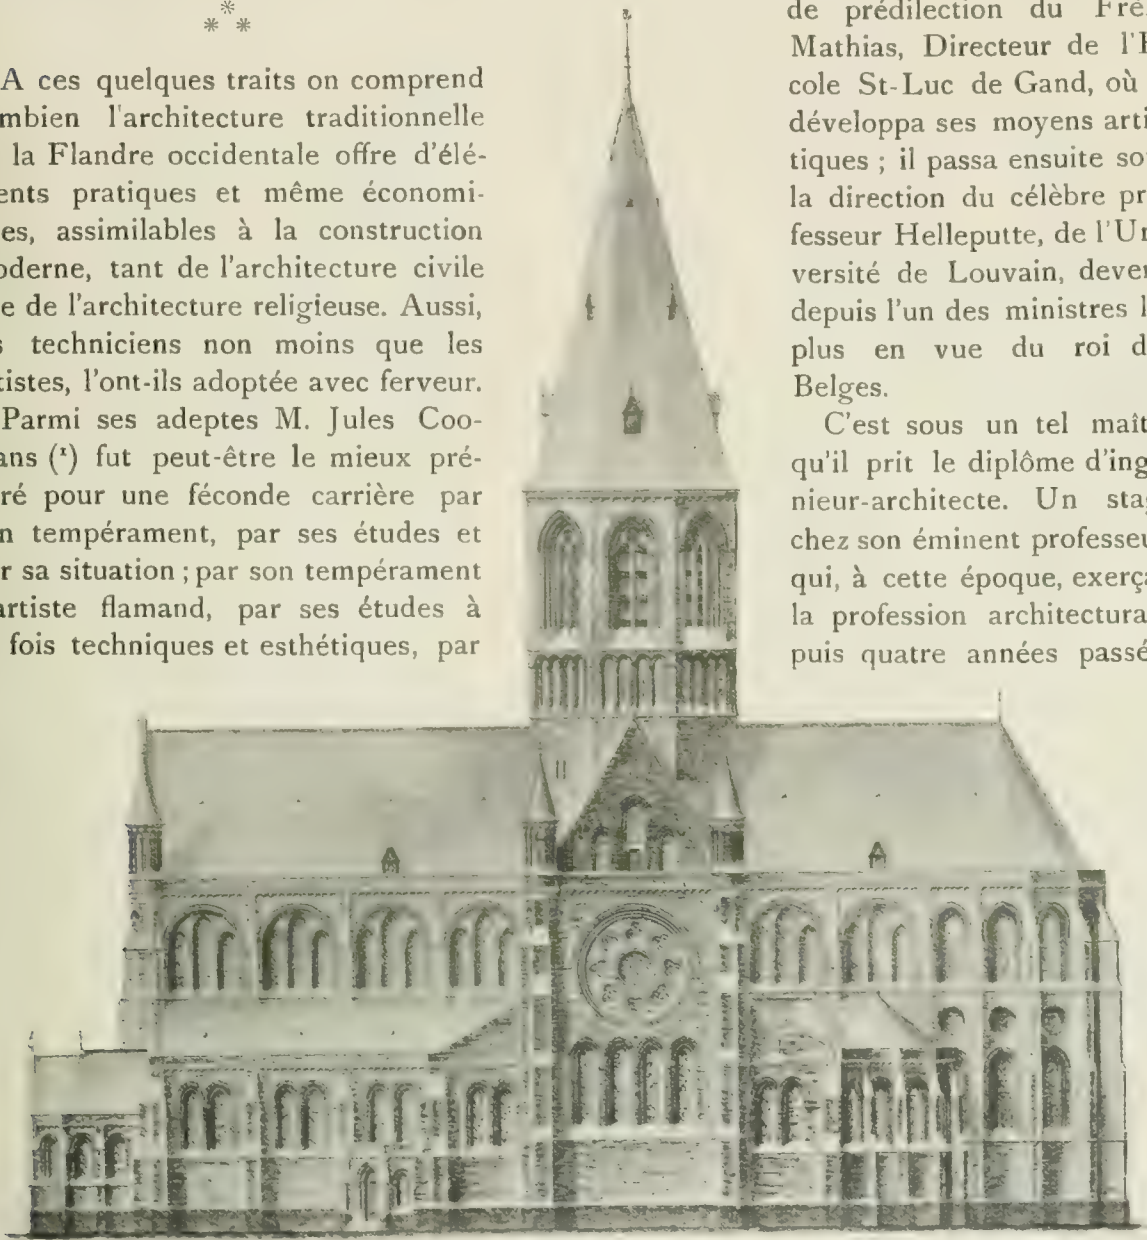 A ces quelques traits on comprend
mbien l'architecture traditionnelle
la Flandre occidentale offre d'élé-
ents pratiques et même économi-
es, assimilables à la construction
oderne, tant de l'architecture civile
e de l'architecture religieuse. Aussi,
s techniciens non moins que les
tistes, l'ont-ils adoptée avec ferveur.
Parmi ses adeptes M. Jules Coo-
ans (¹) fut peut-être le mieux pré-
ré pour une féconde carrière par
n tempérament, par ses études et
r sa situation ; par son tempérament
artiste flamand, par ses études à
fois techniques et esthétiques, par
de prédilection du Frè
Mathias, Directeur de l'É
cole St-Luc de Gand, où
développa ses moyens arti
tiques ; il passa ensuite so
la direction du célèbre pr
fesseur Helleputte, de l'Un
versité de Louvain, deven
depuis l'un des ministres l
plus en vue du roi d
Belges.
C'est sous un tel maît
qu'il prit le diplôme d'ing
nieur-architecte. Un sta
chez son éminent professeu
qui, à cette époque, exerça
la profession architectura
puis quatre années passé